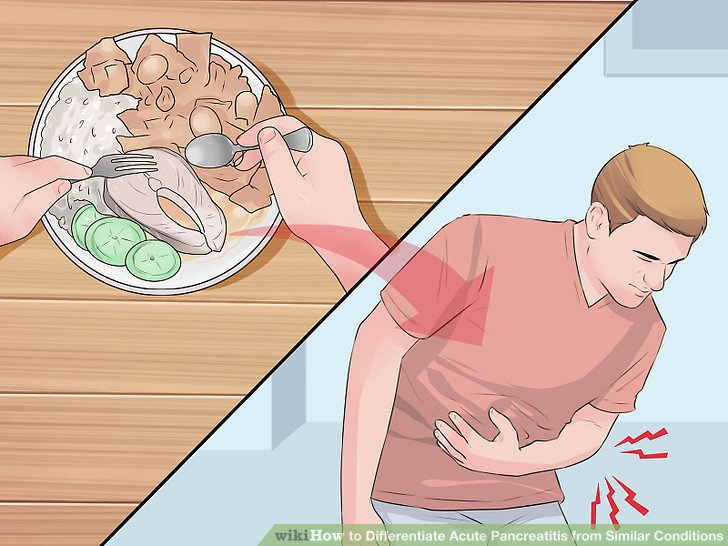 wikiHow to Differentiate Acute Pancreatitis from Similar Conditions